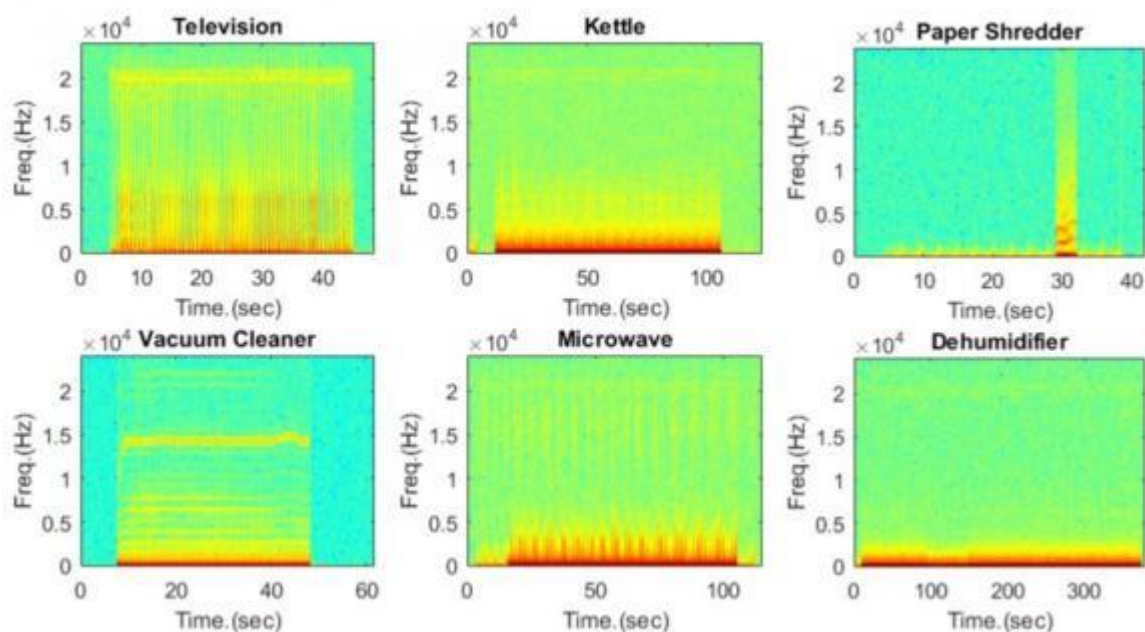 Television
×10⁴
Freq.(Hz)
2
1.5
1
0.5
0
0 10 20 30 40
Time.(sec)
Kettle
×10⁴
Freq.(Hz)
2
1.5
1
0.5
0
0 50 100
Time.(sec)
Paper Shredder
×10⁴
Freq.(Hz)
2
1.5
1
0.5
0
0 10 20 30 40
Time.(sec)
Vacuum Cleaner
×10⁴
Freq.(Hz)
2
1.5
1
0.5
0
0 20 40 60
Time.(sec)
Microwave
×10⁴
Freq.(Hz)
2
1.5
1
0.5
0
0 50 100
Time.(sec)
Dehumidifier
×10⁴
Freq.(Hz)
2
1.5
1
0.5
0
0 100 200 300
Time.(sec)